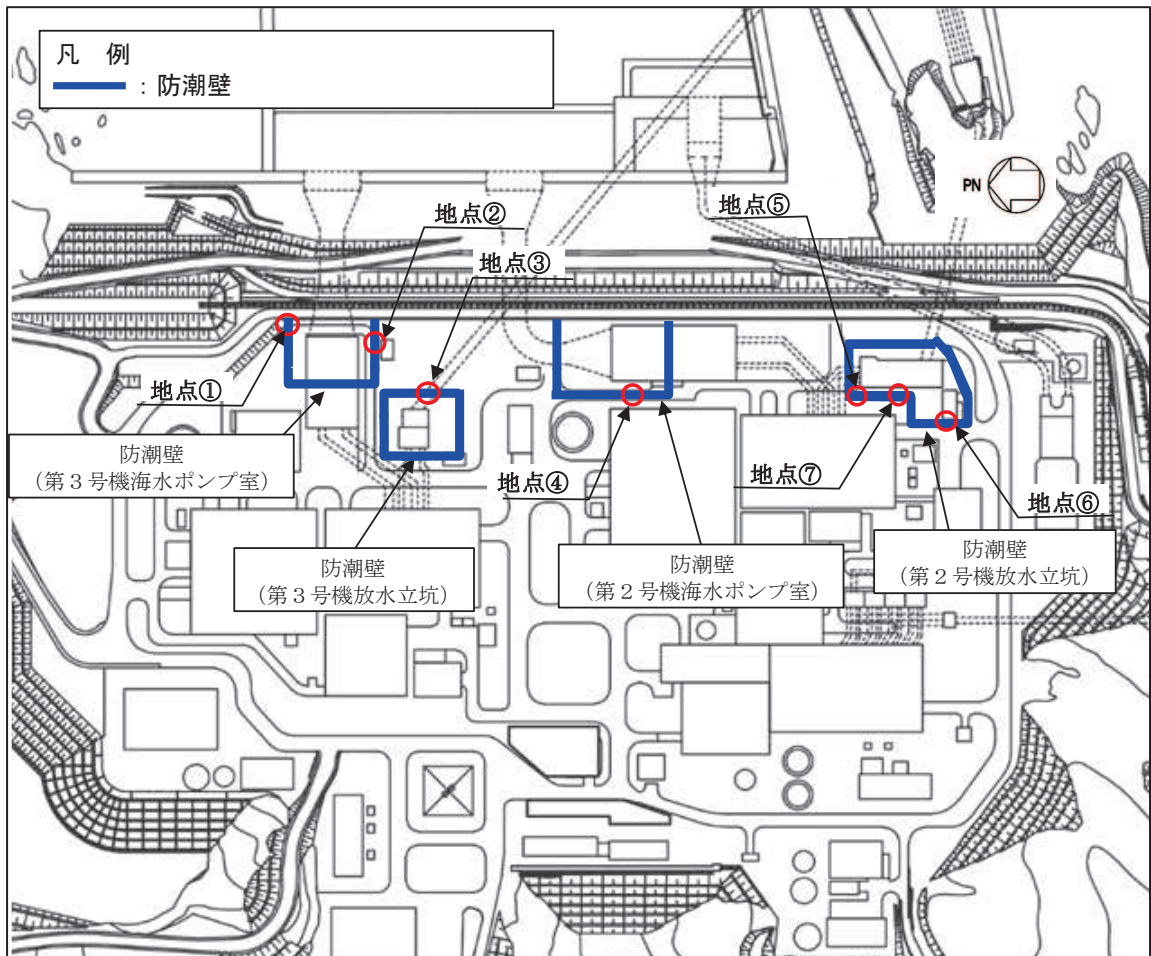 凡 例
: 防潮壁
PN
地点②
地点⑤
地点③
地点①
防潮壁
(第3号機海水ポンプ室)
地点④
地点⑦
地点⑥
防潮壁
(第3号機放水立坑)
防潮壁
(第2号機海水ポンプ室)
防潮壁
(第2号機放水立坑)